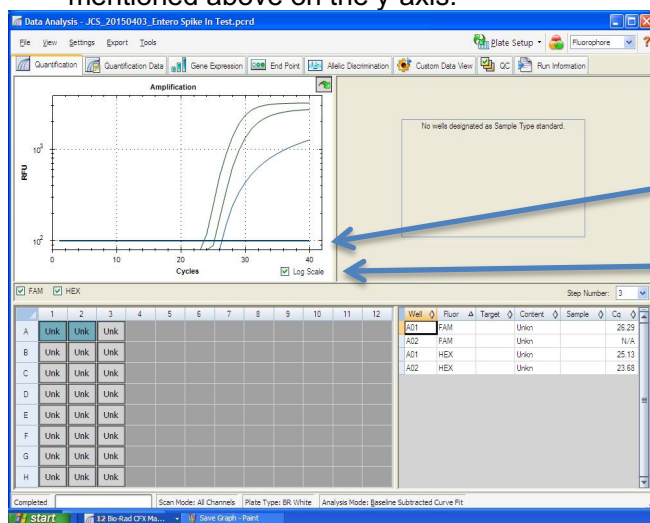 mentioned above on the y-axis.
Data Analysis - JCS_20150403_Entero Spike In Test.pcrd
File View Settings Export Tools
Plate Setup Fluorophore ?
Quantification Quantification Data Gene Expression End Point Allelic Discrimination Custom Data View QC Run Information
Amplification
No wells designated as Sample Type standard.
10^3
RFU
10^2
0 10 20 30 40
Cycles
Log Scale
FAM HEX
Step Number: 3
1 2 3 4 5 6 7 8 9 10 11 12
A Unk Unk Unk
B Unk Unk Unk
C Unk Unk Unk
D Unk Unk Unk
E Unk Unk Unk
F Unk Unk Unk
G Unk Unk Unk
H Unk Unk Unk
Well Fluor Target Content Sample Cq
A01 FAM Unkn 26.29
A02 FAM Unkn N/A
A01 HEX Unkn 25.13
A02 HEX Unkn 23.68
Completed Scan Mode: All Channels Plate Type: BR White Analysis Mode: Baseline Subtracted Curve Fit
start 12 Bio-Rad CFX Ma... Save Graph - Paint